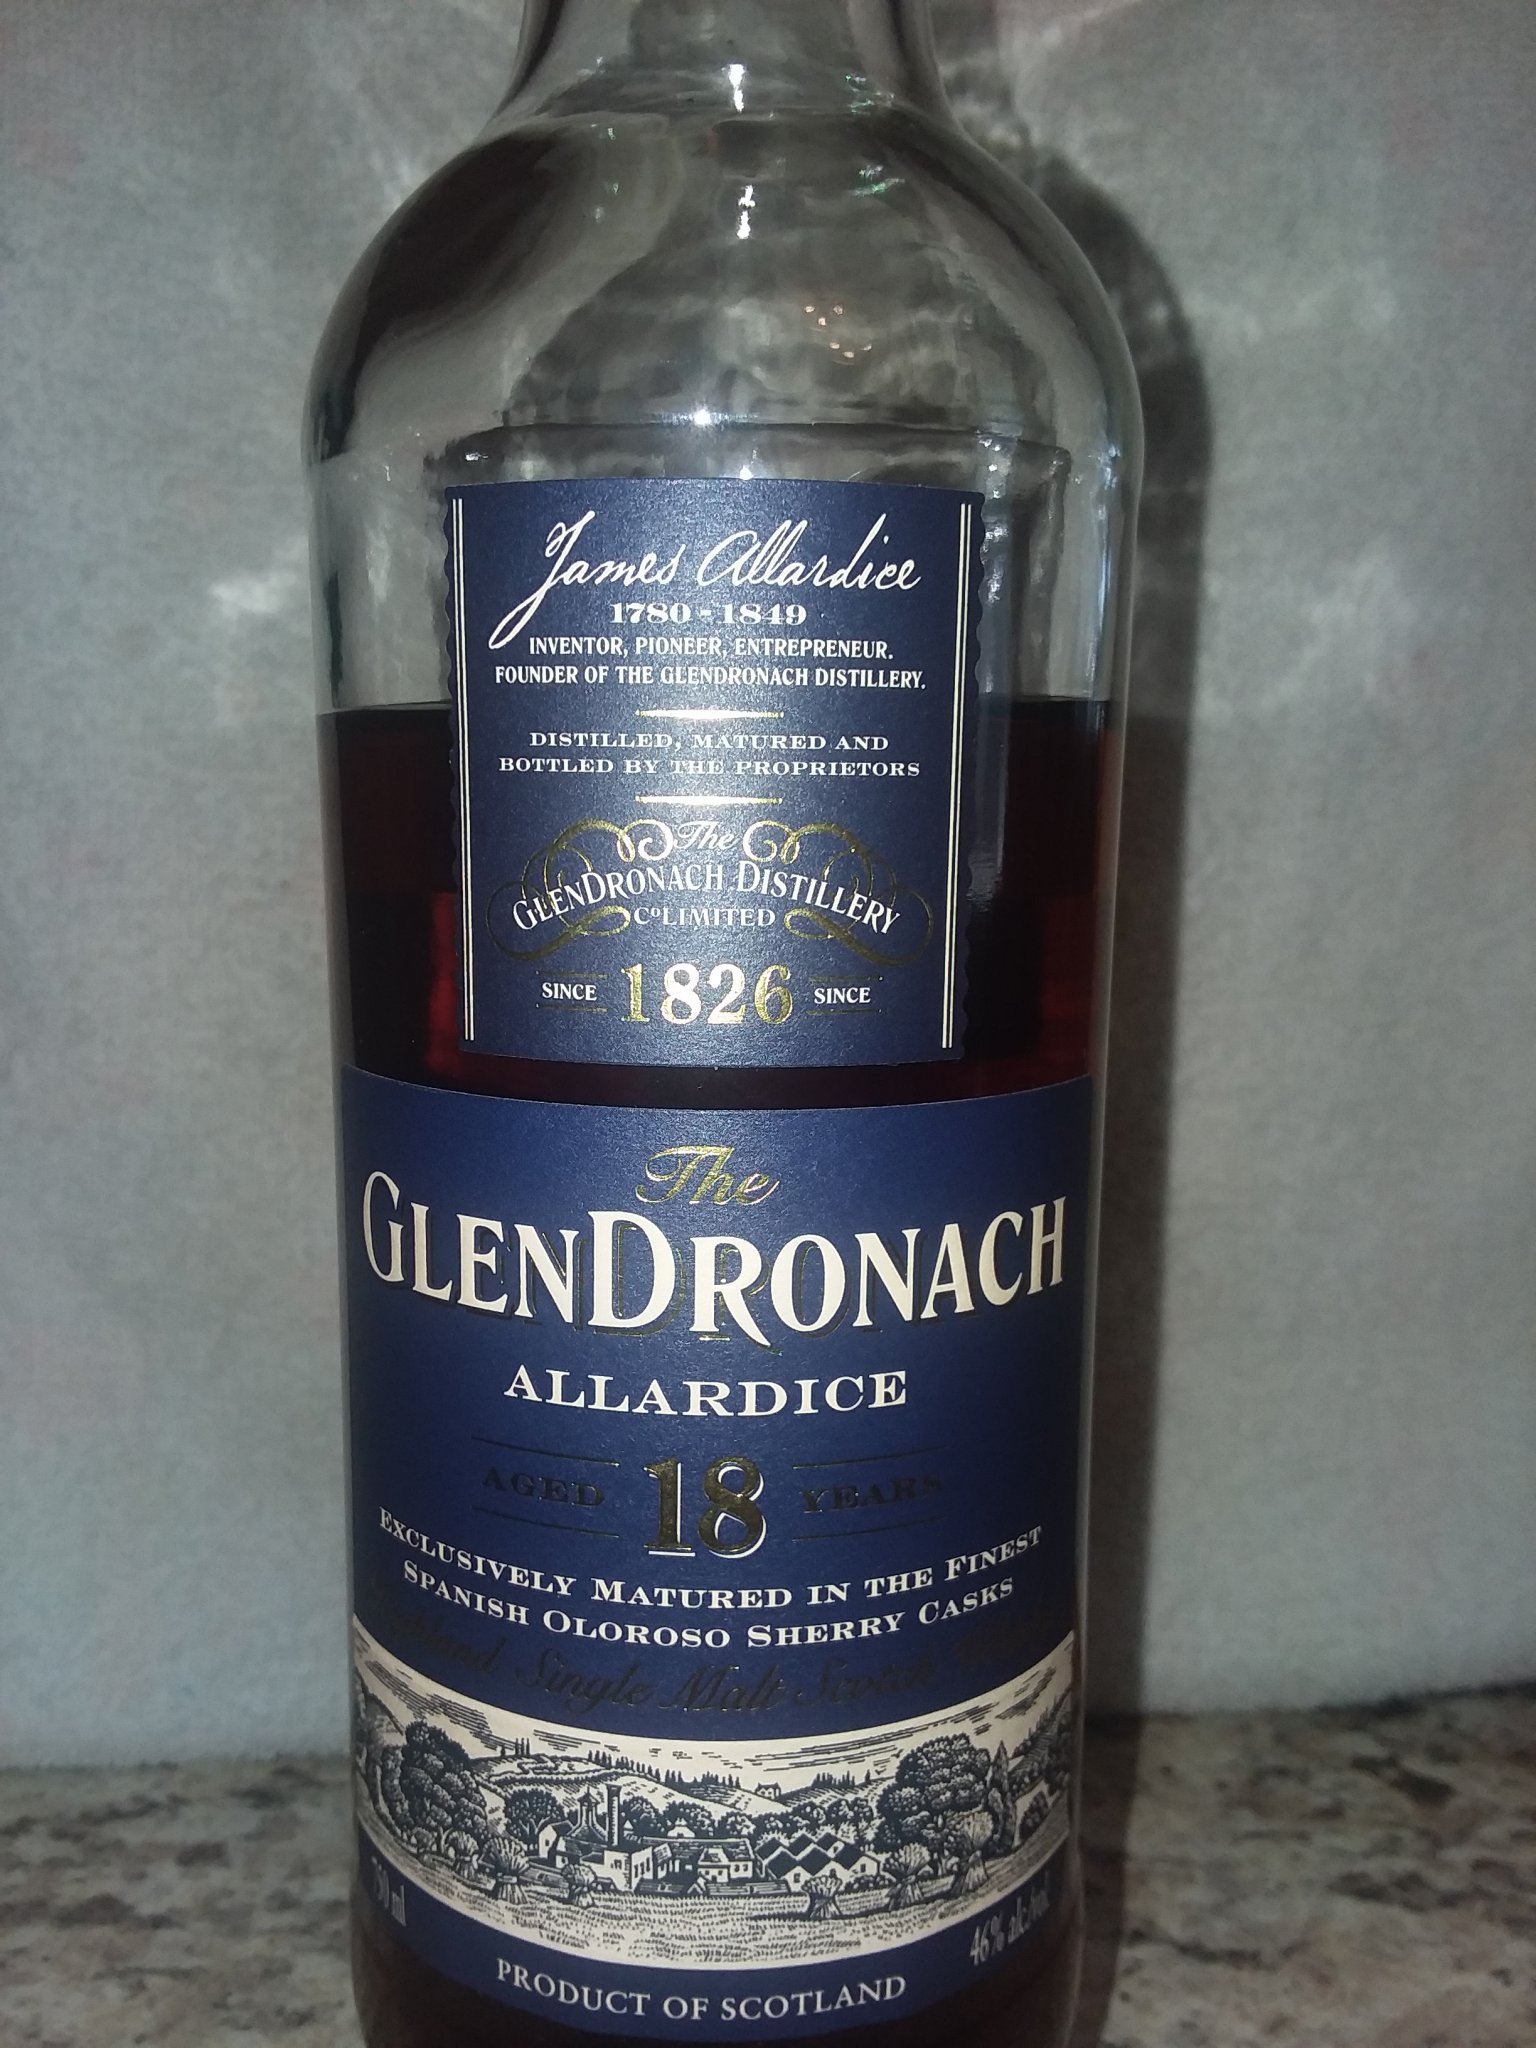 James Allardice
1780 - 1849
INVENTOR, PIONEER, ENTREPRENEUR.
FOUNDER OF THE GLENDRONACH DISTILLERY.
DISTILLED, MATURED AND
BOTTLED BY THE PROPRIETORS
The
GLENDRONACH DISTILLERY
Cº LIMITED
SINCE 1826 SINCE
The
GLENDRONACH
ALLARDICE
AGED 18 YEARS
EXCLUSIVELY MATURED IN THE FINEST
SPANISH OLOROSO SHERRY CASKS
Single Malt Scotch
750 ml
46% alc/vol
PRODUCT OF SCOTLAND